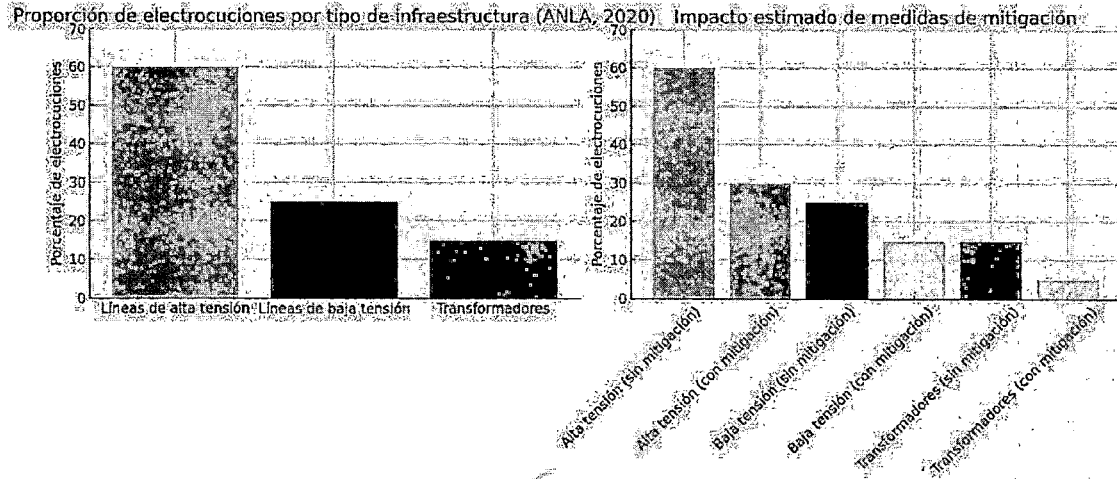 Proporción de electrocuciones por tipo de infraestructura (ANLA, 2020)
Porcentaje de electrocuciones
70
60
50
40
30
20
10
0
Líneas de alta tensión
Líneas de baja tensión
Transformadores
Impacto estimado de medidas de mitigación
Porcentaje de electrocuciones
70
60
50
40
30
20
10
0
Alta tensión (sin mitigación)
Alta tensión (con mitigación)
Baja tensión (sin mitigación)
Baja tensión (con mitigación)
Transformadores (sin mitigación)
Transformadores (con mitigación)